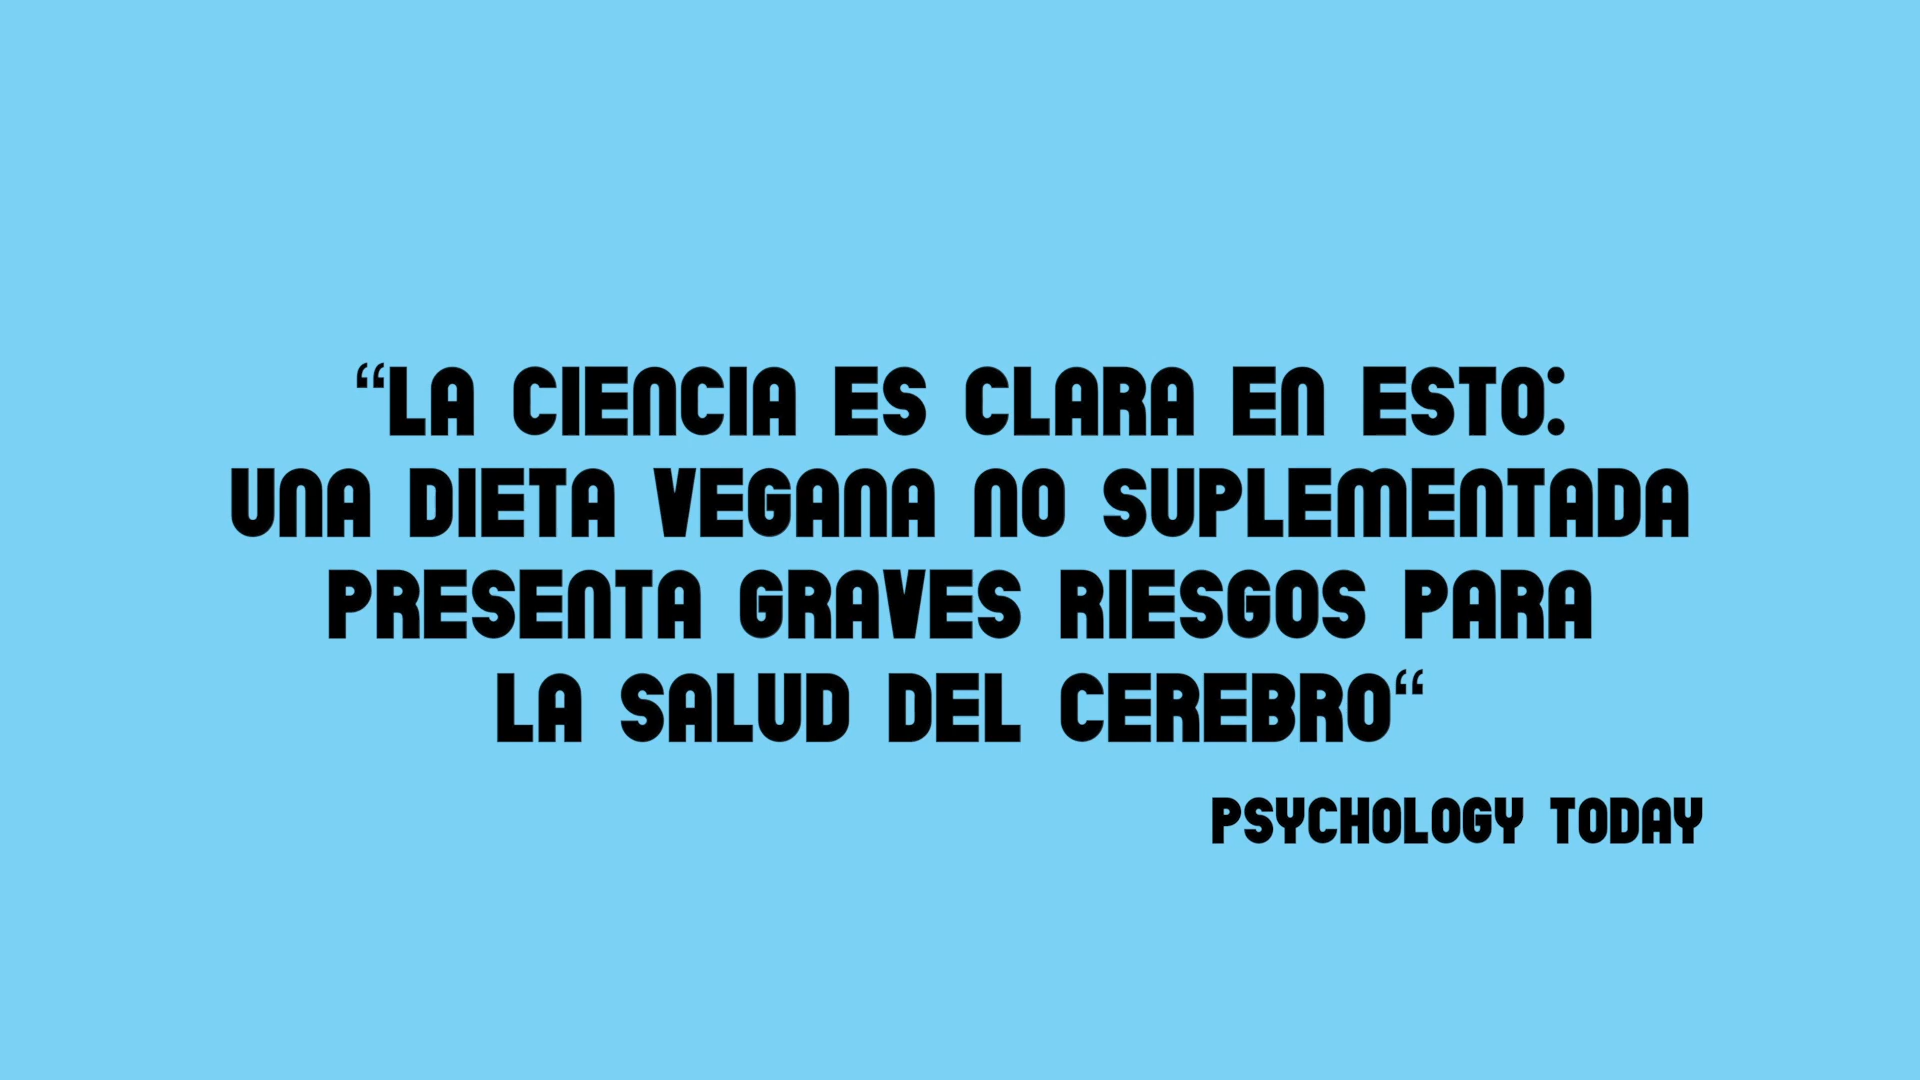 “LA CIENCIA ES CLARA EN ESTO:
UNA DIETA VEGANA NO SUPLEMENTADA
PRESENTA GRAVES RIESGOS PARA
LA SALUD DEL CEREBRO“
PSYCHOLOGY TODAY